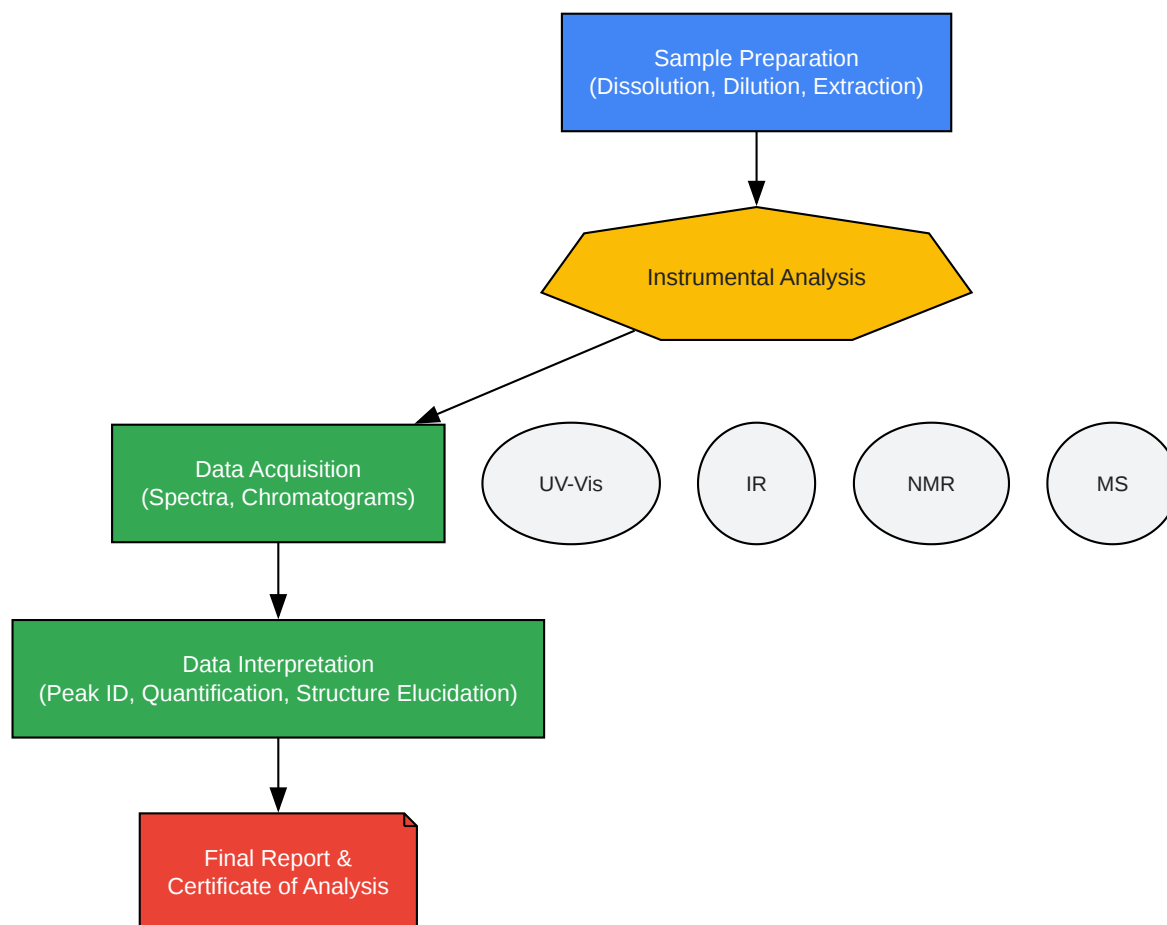 Sample Preparation
(Dissolution, Dilution, Extraction)
Instrumental Analysis
Data Acquisition
(Spectra, Chromatograms)
UV-Vis
IR
NMR
MS
Data Interpretation
(Peak ID, Quantification, Structure Elucidation)
Final Report &
Certificate of Analysis